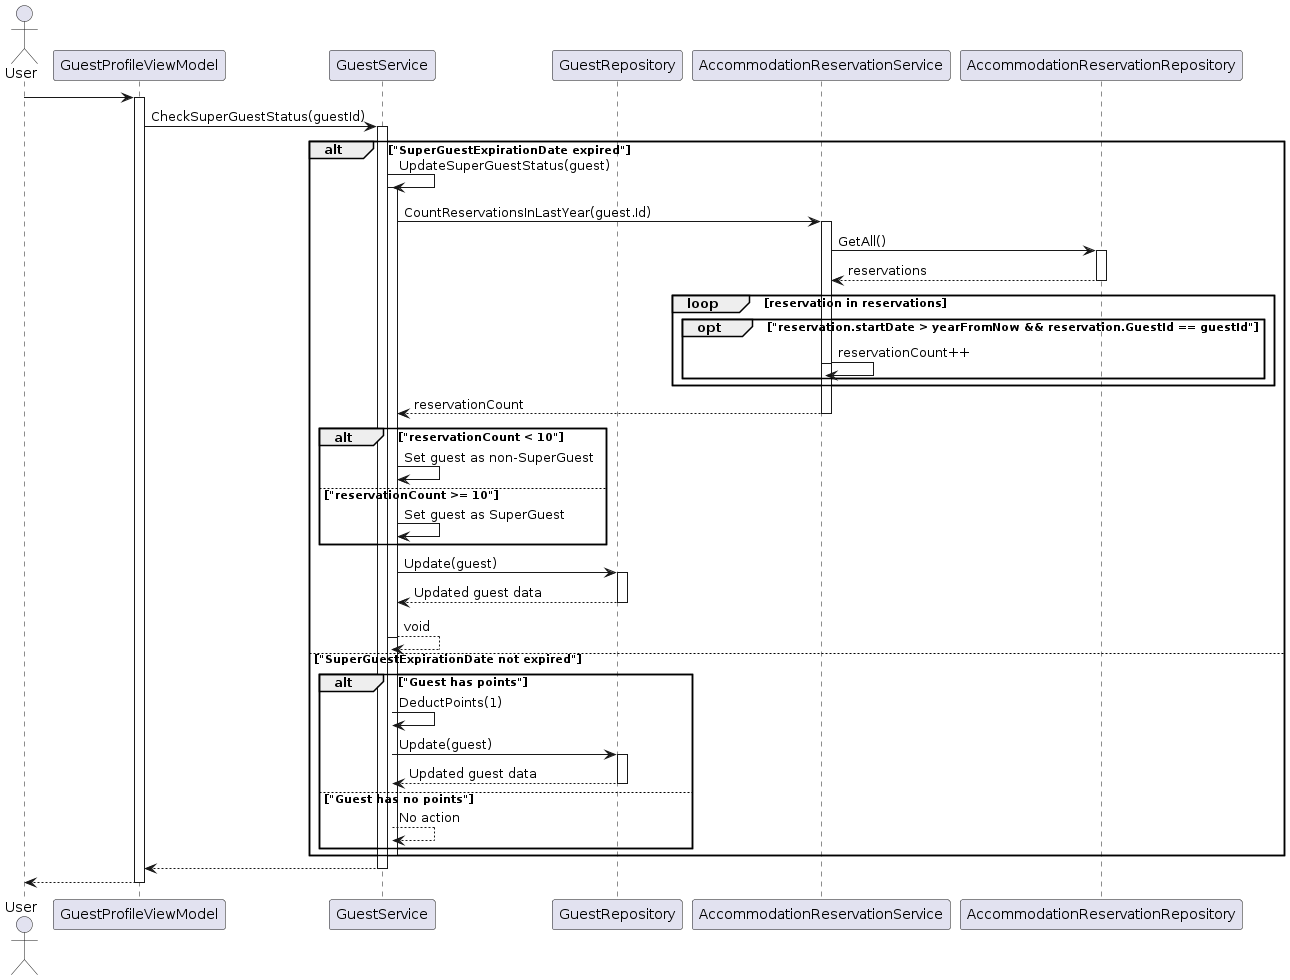 User
GuestProfileViewModel
GuestService
GuestRepository
AccommodationReservationService
AccommodationReservationRepository
CheckSuperGuestStatus(guestId)
alt
["SuperGuestExpirationDate expired"]
UpdateSuperGuestStatus(guest)
CountReservationsInLastYear(guest.Id)
GetAll()
reservations
loop
[reservation in reservations]
opt
["reservation.startDate > yearFromNow && reservation.GuestId == guestId"]
reservationCount++
reservationCount
alt
["reservationCount < 10"]
Set guest as non-SuperGuest
["reservationCount >= 10"]
Set guest as SuperGuest
Update(guest)
Updated guest data
void
["SuperGuestExpirationDate not expired"]
alt
["Guest has points"]
DeductPoints(1)
Update(guest)
Updated guest data
["Guest has no points"]
No action
User
GuestProfileViewModel
GuestService
GuestRepository
AccommodationReservationService
AccommodationReservationRepository